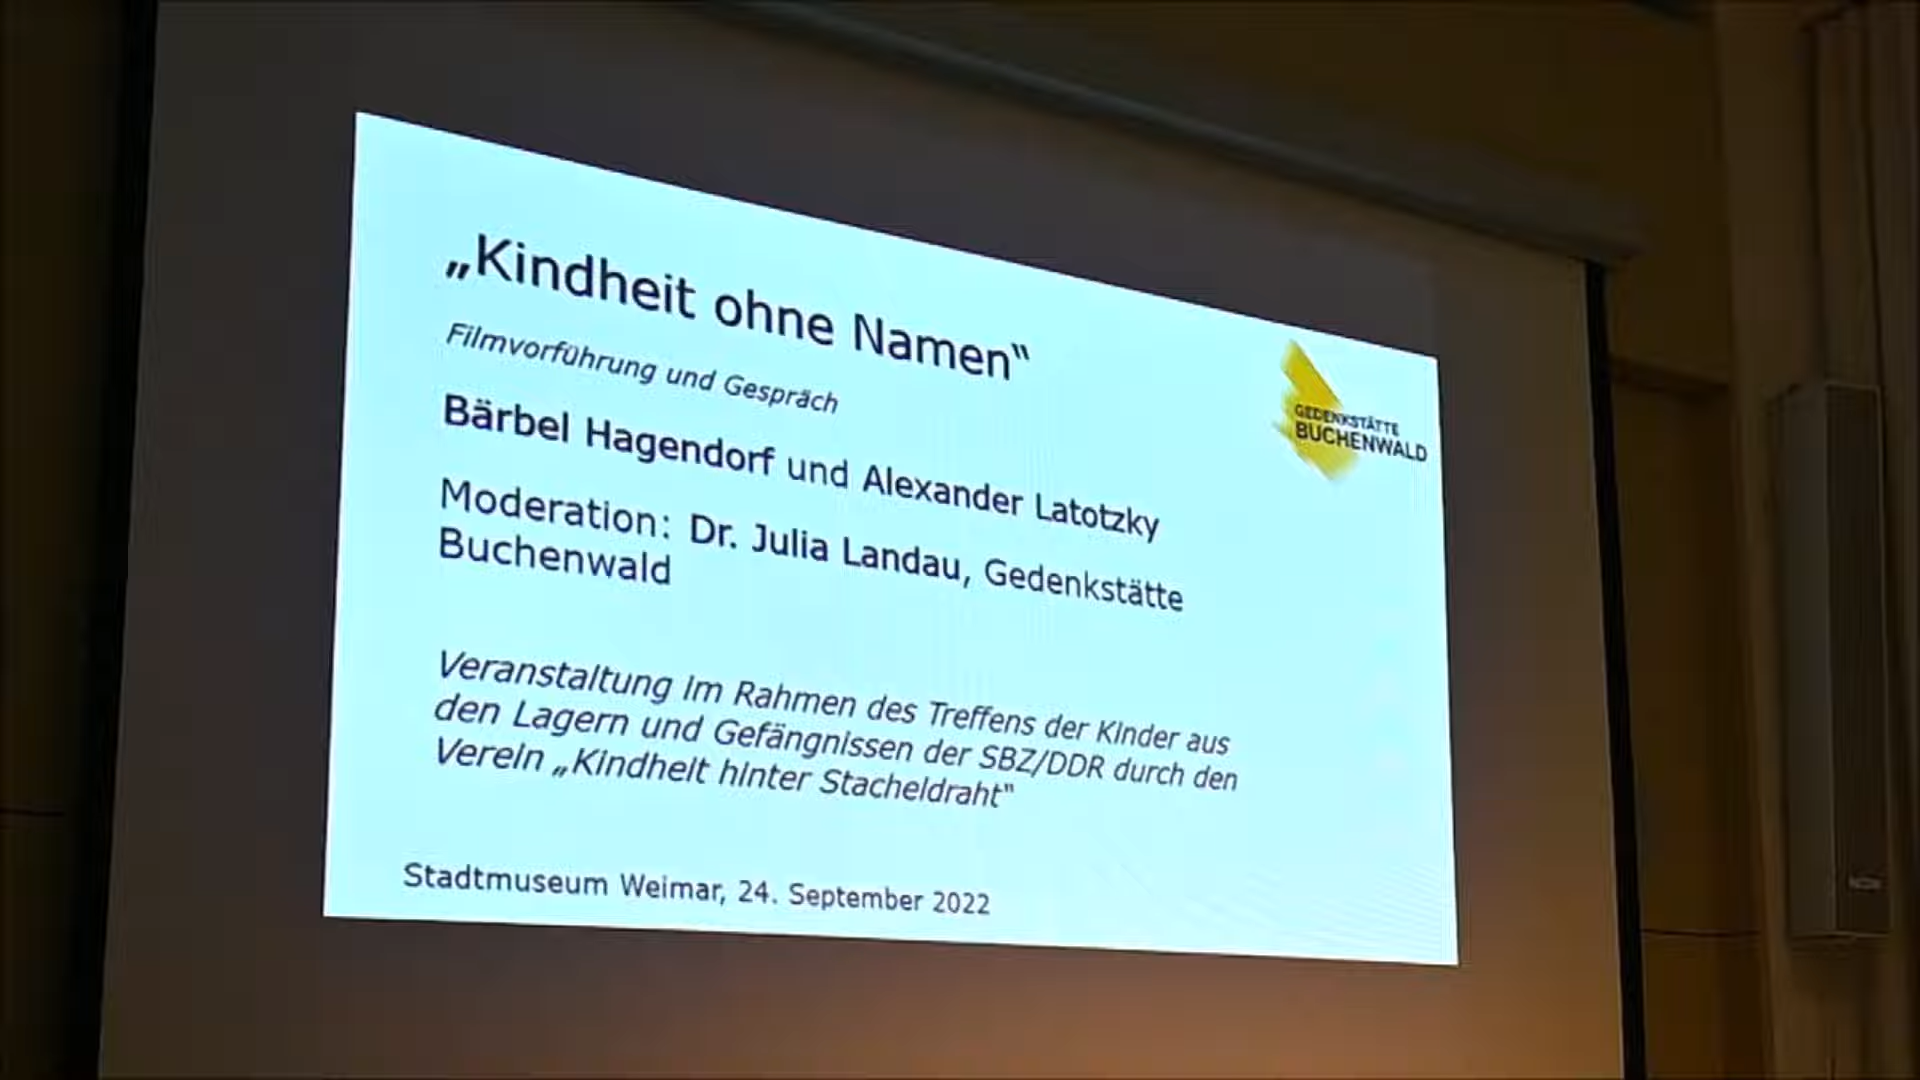 „Kindheit ohne Namen“
Filmvorführung und Gespräch
Bärbel Hagendorf und Alexander Latotzky
Moderation: Dr. Julia Landau, Gedenkstätte
Buchenwald
Veranstaltung im Rahmen des Treffens der Kinder aus
den Lagern und Gefängnissen der SBZ/DDR durch den
Verein „Kindheit hinter Stacheldraht“
Stadtmuseum Weimar, 24. September 2022
GEDENKSTÄTTE
BUCHENWALD